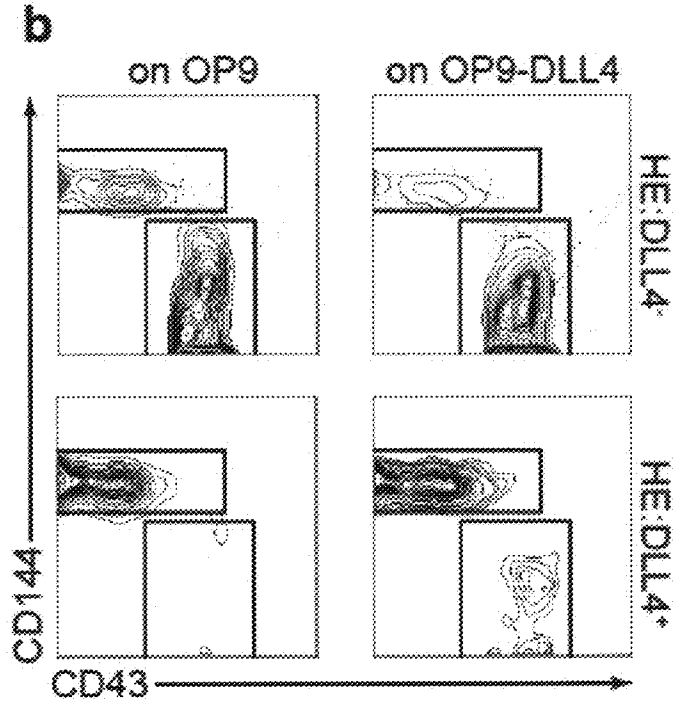 b
on OP9
on OP9-DLL4
HE:DLL4-
HE:DLL4+
CD144
CD43